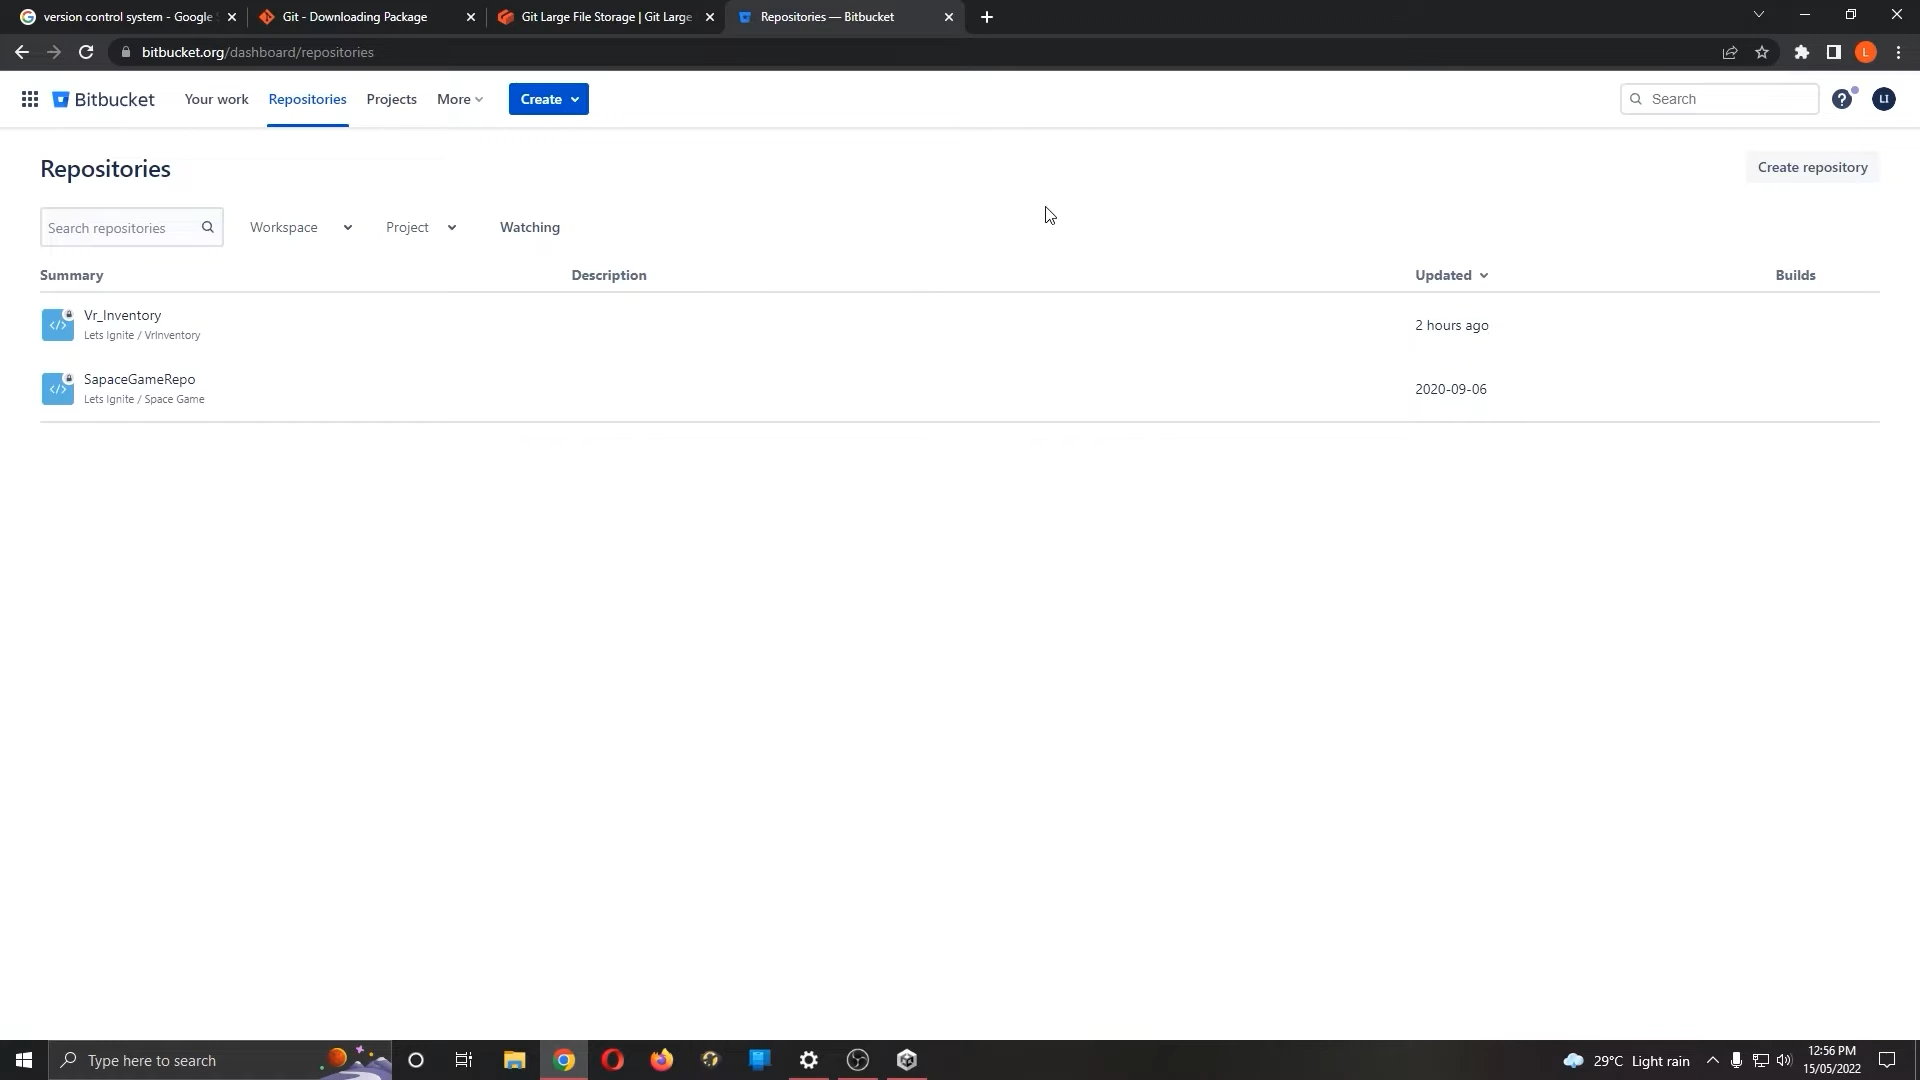 version control system - Google
Git - Downloading Package
Git Large File Storage | Git Large
Repositories — Bitbucket
bitbucket.org/dashboard/repositories
L
Bitbucket
Your work
Repositories
Projects
More
Create
Search
?
LI
Repositories
Create repository
Search repositories
Workspace
Project
Watching
Summary
Description
Updated
Builds
Vr_Inventory
Lets Ignite / VrInventory
2 hours ago
SapaceGameRepo
Lets Ignite / Space Game
2020-09-06
Type here to search
29°C Light rain
12:56 PM
15/05/2022